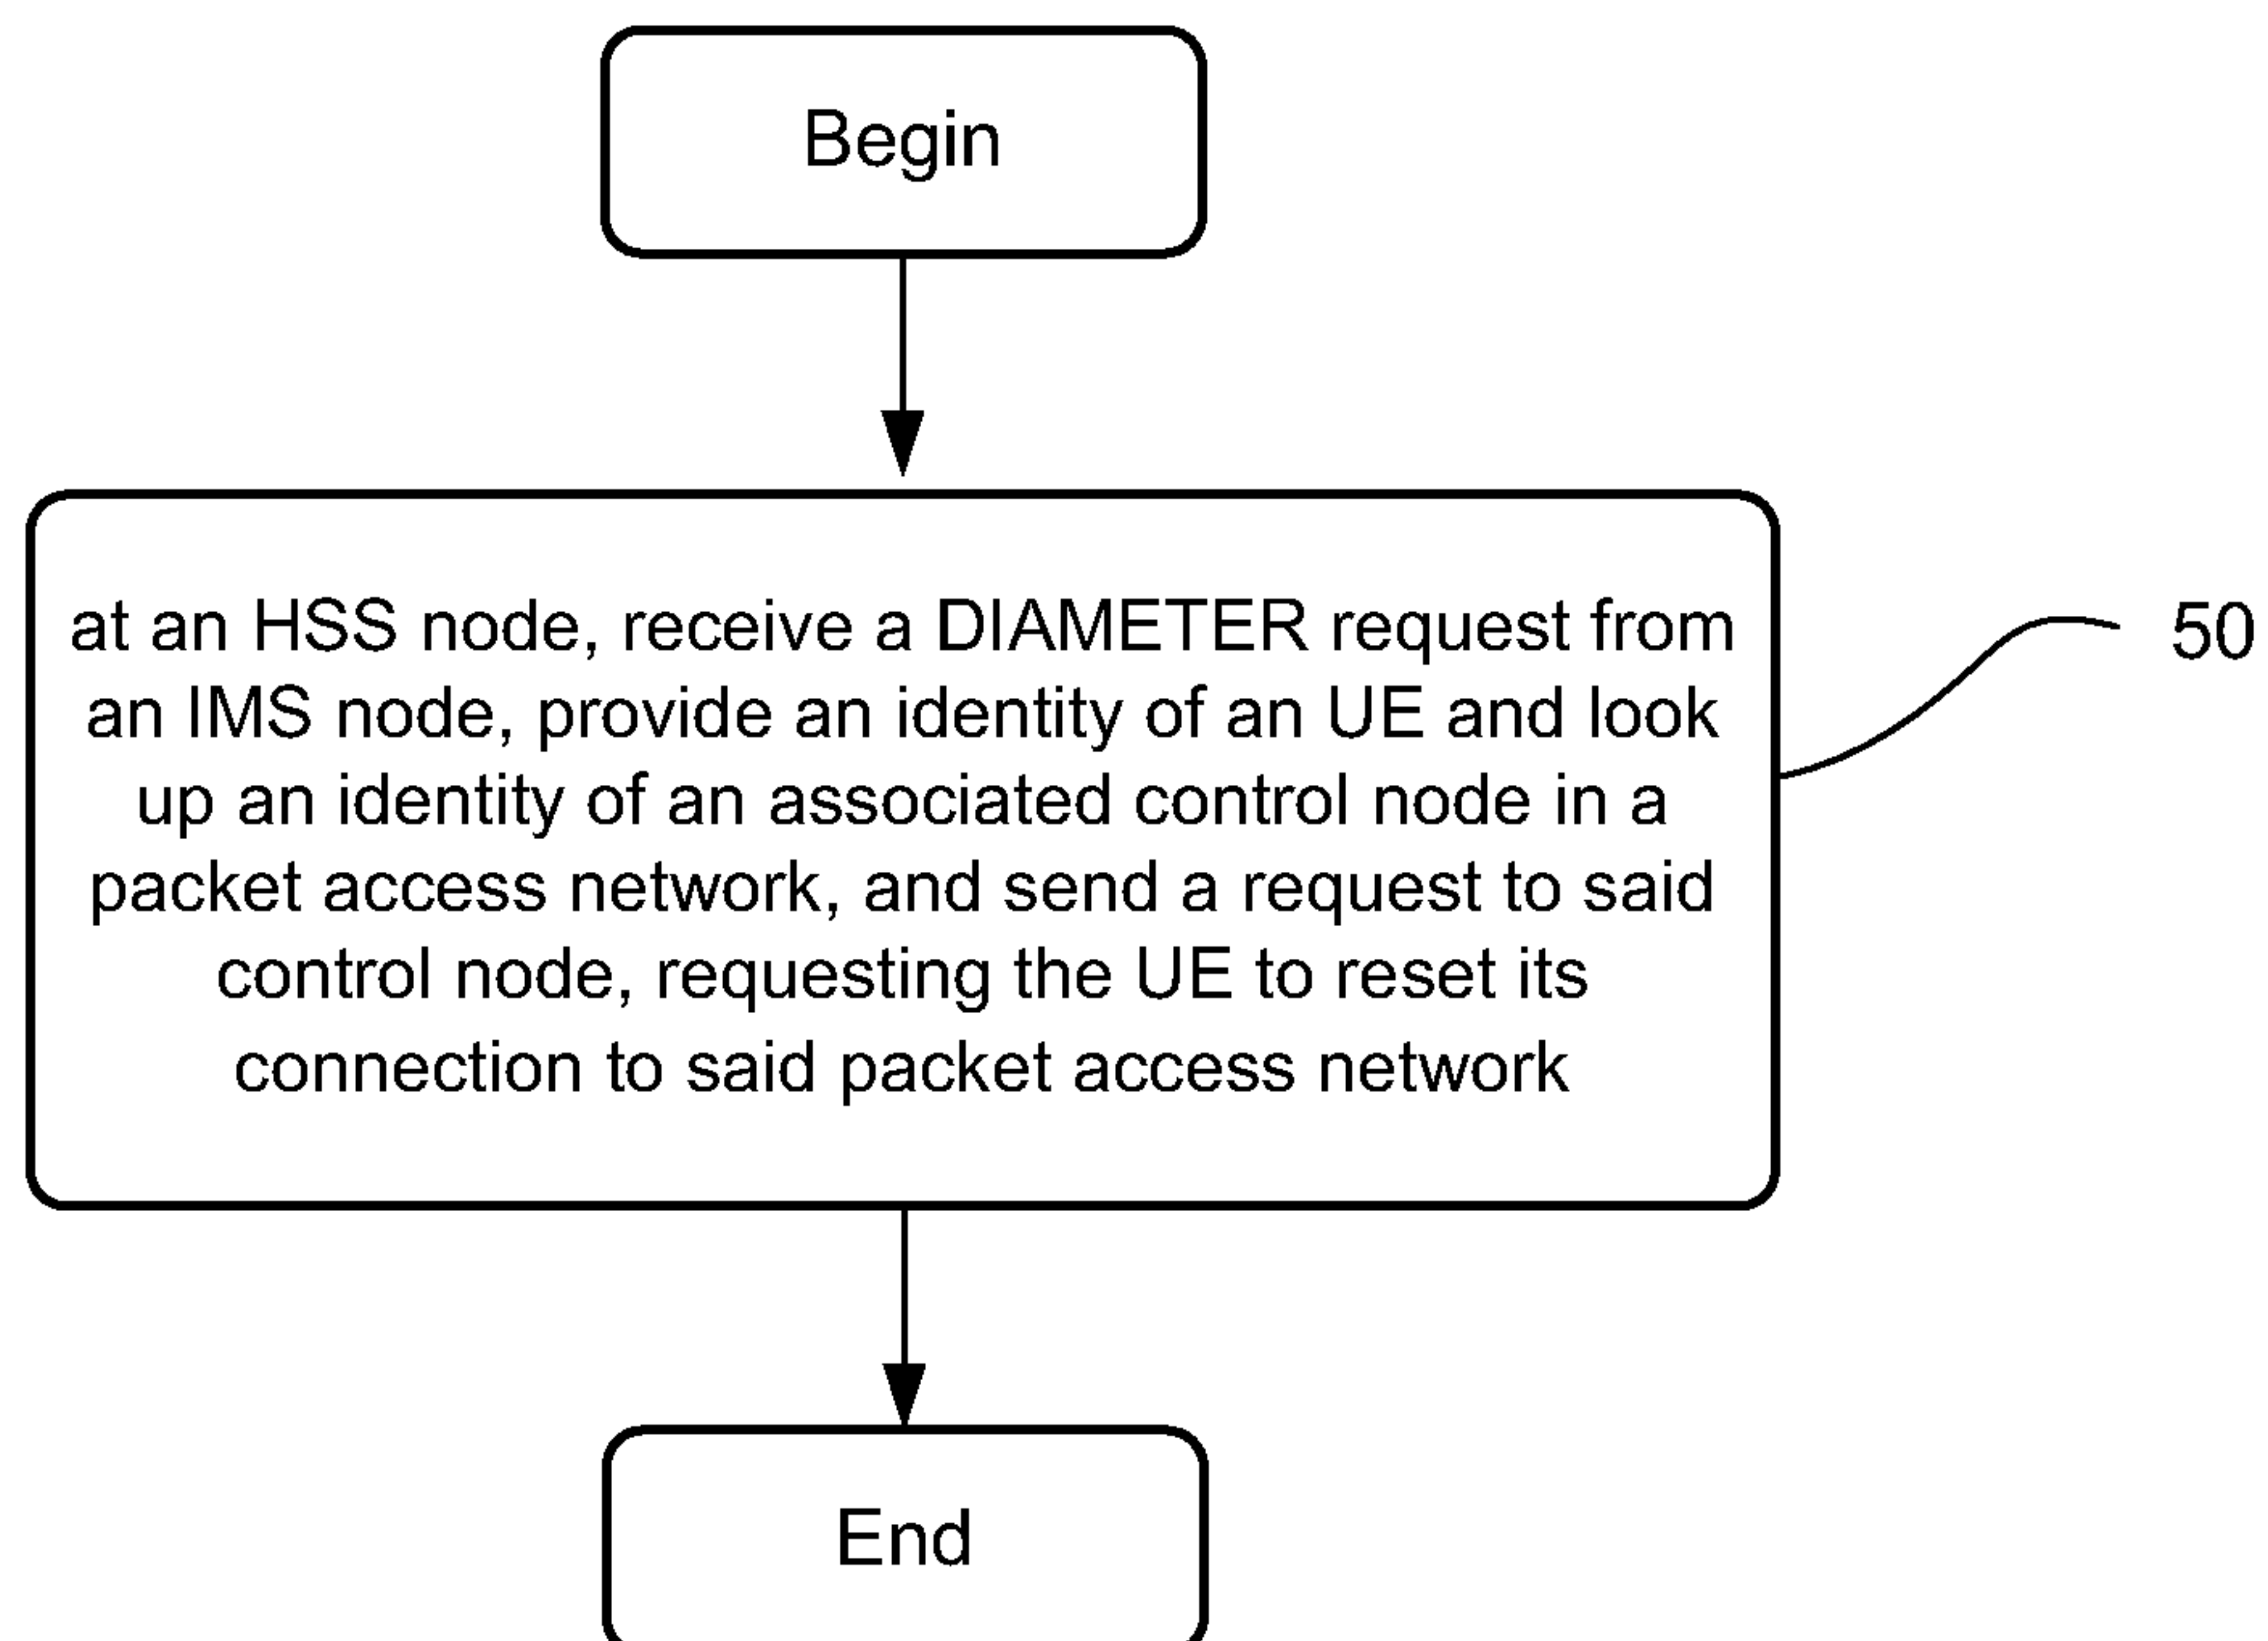 Begin
at an HSS node, receive a DIAMETER request from
an IMS node, provide an identity of an UE and look
up an identity of an associated control node in a
packet access network, and send a request to said
control node, requesting the UE to reset its
connection to said packet access network
50
End